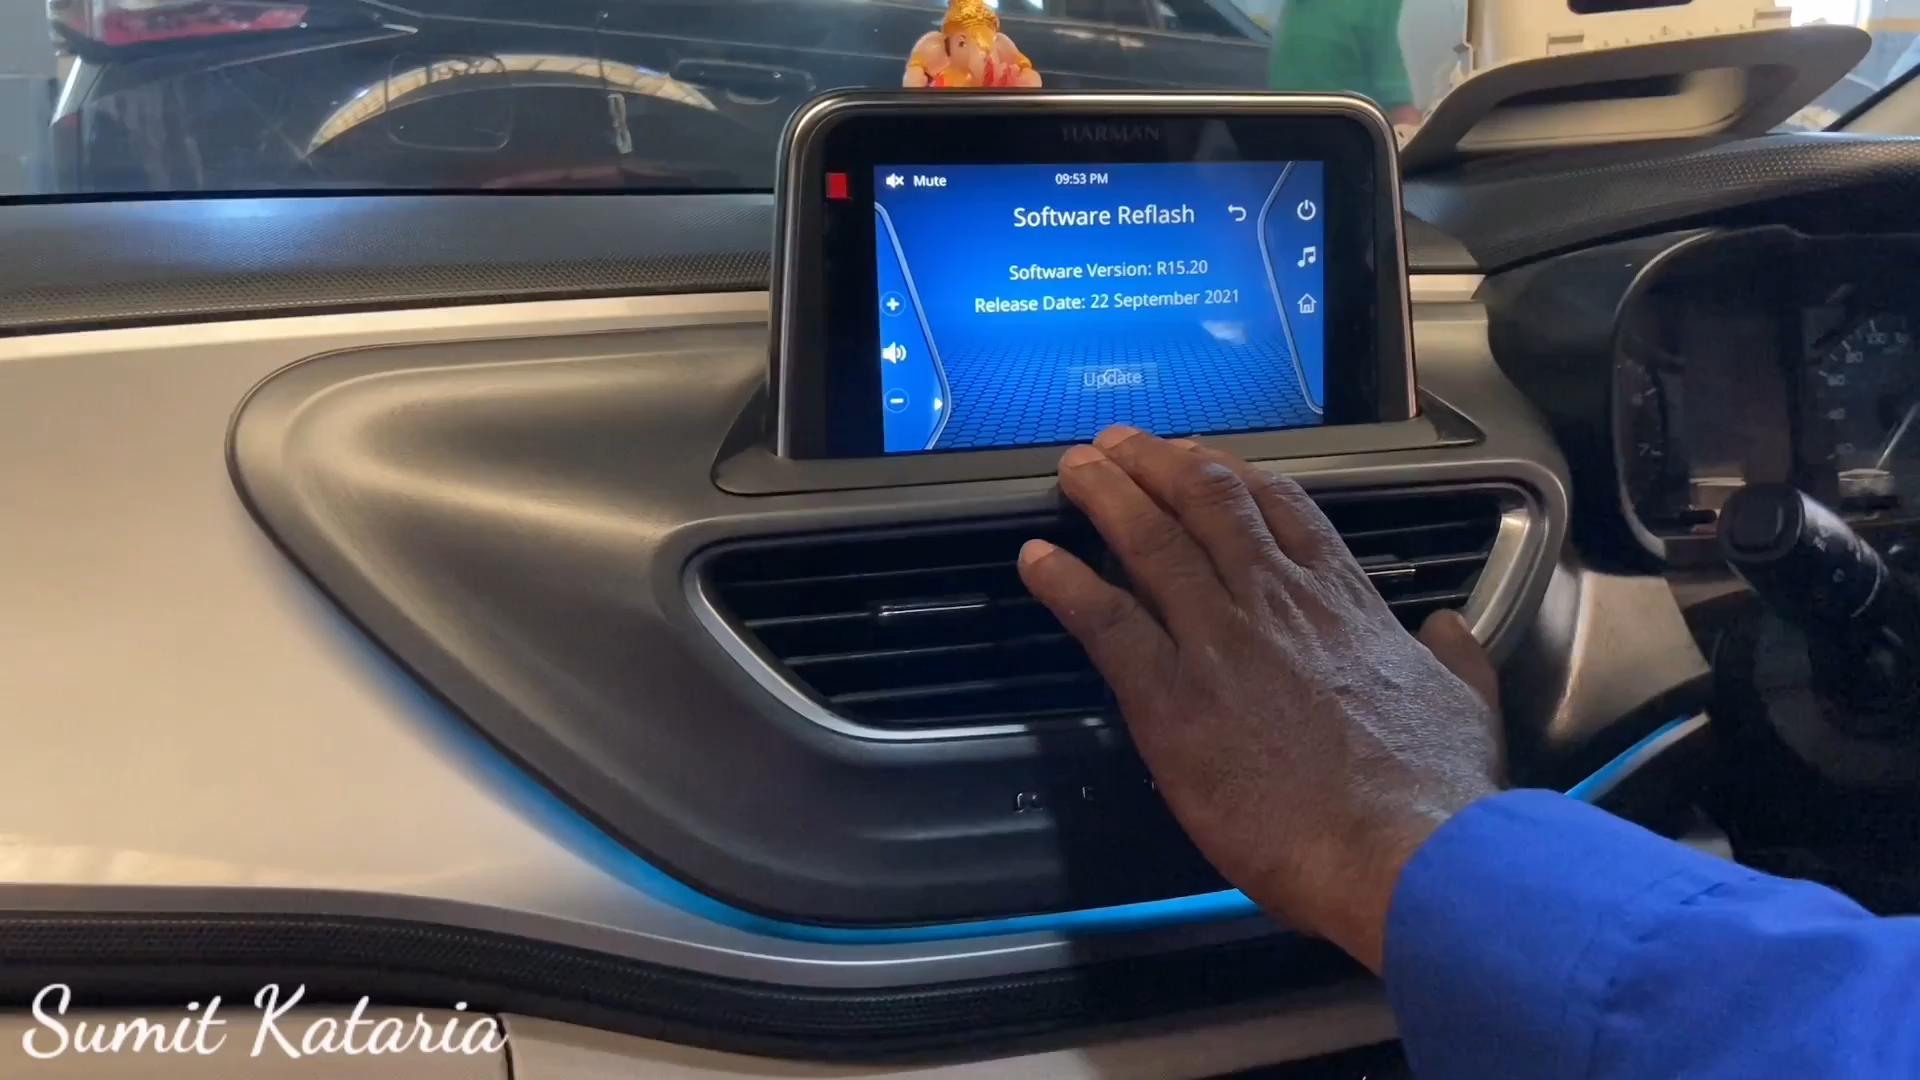 HARMAN
Mute
09:53 PM
Software Reflash
Software Version: R15.20
Release Date: 22 September 2021
Update
Sumit Kataria